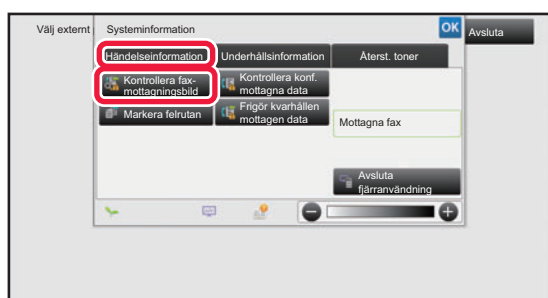 Välj externt
Systeminformation
OK
Avsluta
Händelseinformation
Underhållsinformation
Återst. toner
Kontrollera fax-
mottagningsbild
Kontrollera konf.
mottagna data
Markera felrutan
Frigör kvarhållen
mottagen data
Mottagna fax
Avsluta
fjärranvändning